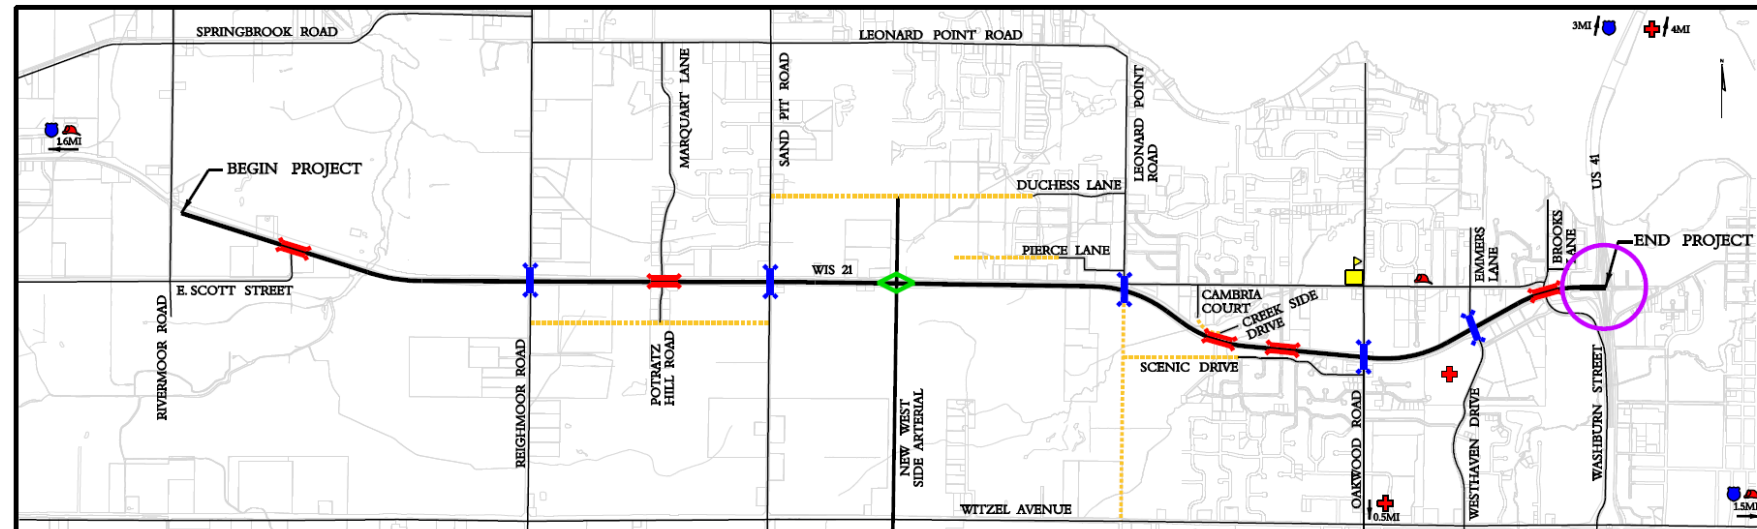 SPRINGBROOK ROAD
LEONARD POINT ROAD
3MI
4MI
N
MARQUART LANE
SAND PIT ROAD
LEONARD POINT
ROAD
US 41
1.6MI
BEGIN PROJECT
DUCHESS LANE
PIERCE LANE
WIS 21
EMMERS
LANE
BROOKS
LANE
END PROJECT
E. SCOTT STREET
CAMBRIA
COURT
CREEK SIDE
DRIVE
RIVERMOOR ROAD
REIGHMOOR ROAD
POTRATZ
HILL ROAD
SCENIC DRIVE
NEW WEST
SIDE ARTERIAL
OAKWOOD ROAD
WESTHAVEN DRIVE
WASHBURN STREET
WITZEL AVENUE
0.5MI
1.5MI